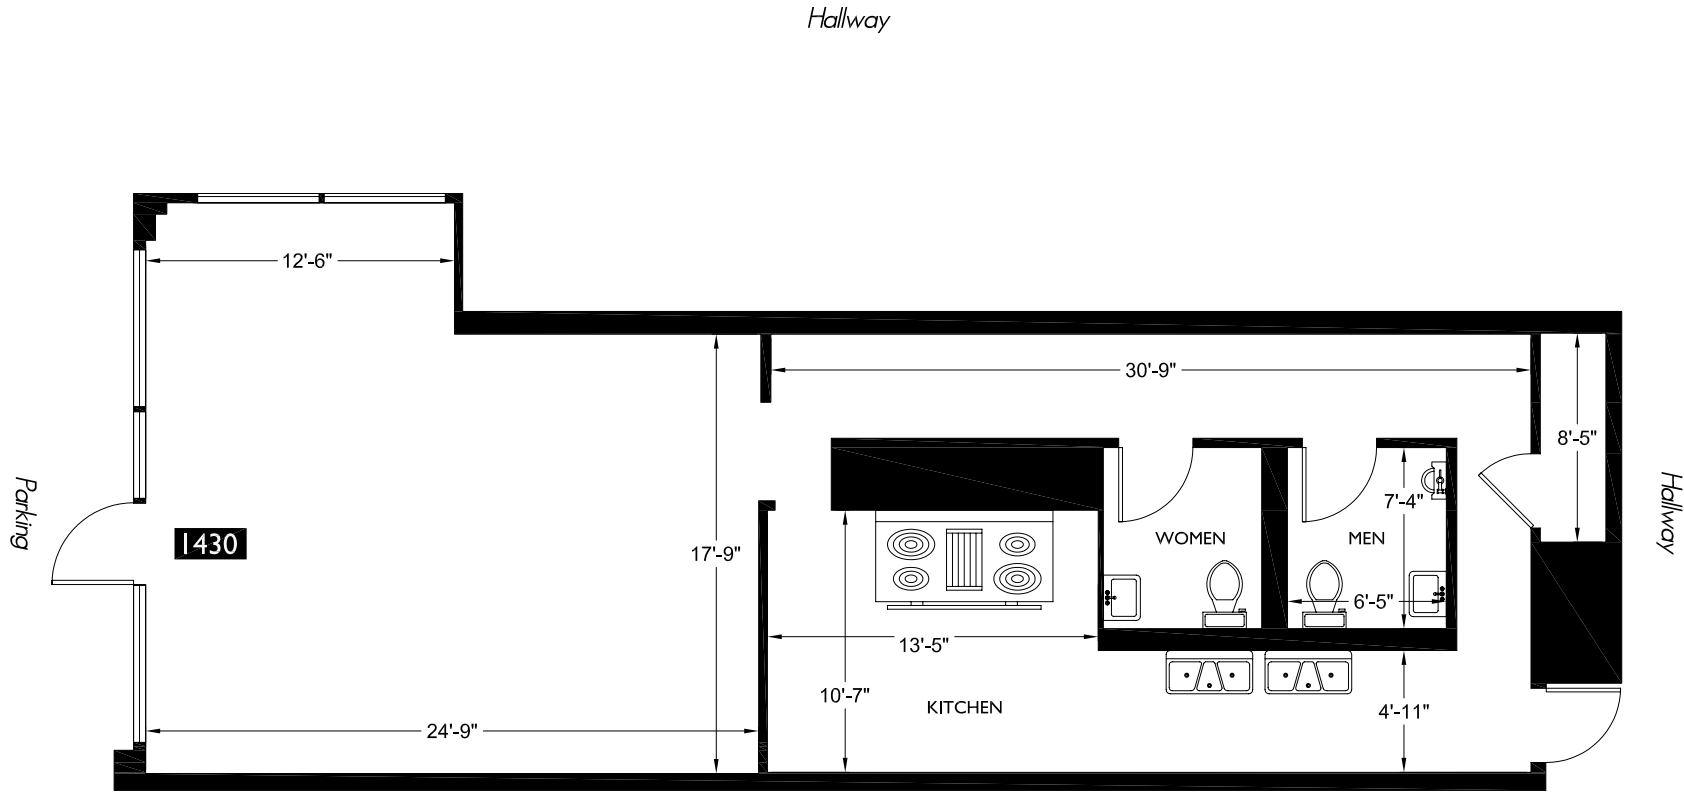 Hallway
12'-6"
30'-9"
8'-5"
Parking
Hallway
7'-4"
1430
WOMEN
MEN
17'-9"
6'-5"
13'-5"
10'-7"
KITCHEN
4'-11"
24'-9"